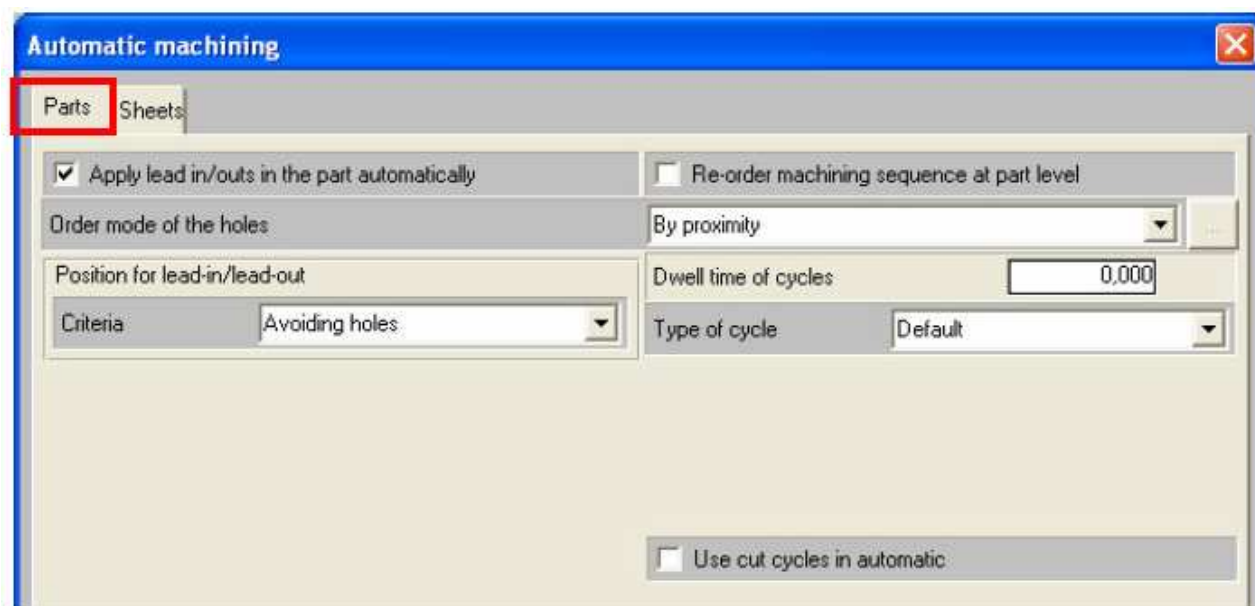 Automatic machining
Parts Sheets
Apply lead in/outs in the part automatically Re-order machining sequence at part level
Order mode of the holes By proximity ...
Position for lead-in/lead-out Dwell time of cycles 0,000
Criteria Avoiding holes Type of cycle Default
Use cut cycles in automatic